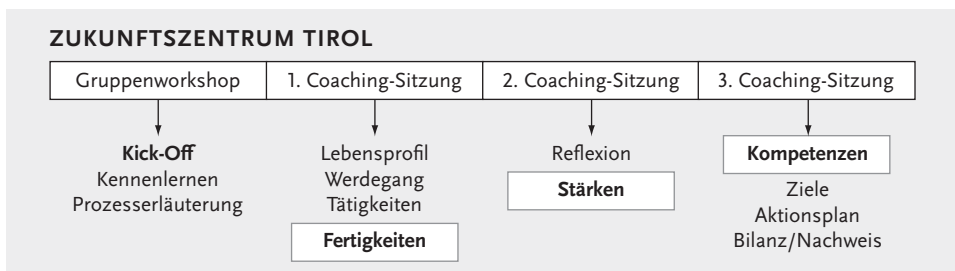 ZUKUNFTSZENTRUM TIROL
Gruppenworkshop
1. Coaching-Sitzung
2. Coaching-Sitzung
3. Coaching-Sitzung
Kick-Off
Kennenlernen
Prozesserläuterung
Lebensprofil
Werdegang
Tätigkeiten
Fertigkeiten
Reflexion
Stärken
Kompetenzen
Ziele
Aktionsplan
Bilanz/Nachweis